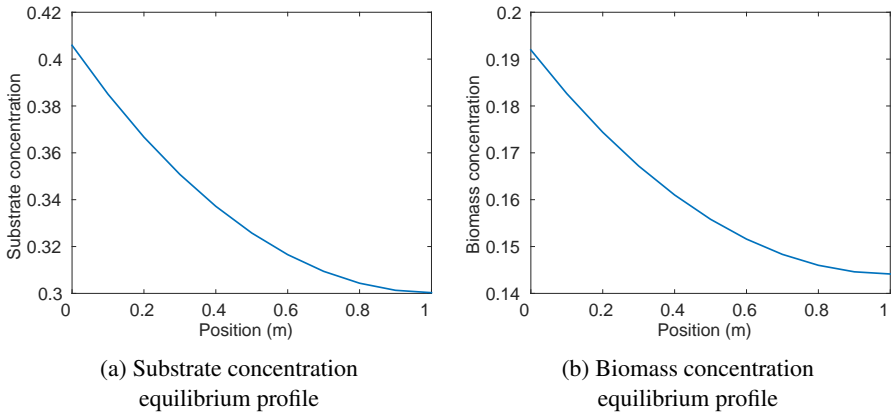 0.42
0.4
0.38
0.36
0.34
0.32
0.3
Substrate concentration
0 0.2 0.4 0.6 0.8 1
Position (m)
(a) Substrate concentration
equilibrium profile
0.2
0.19
0.18
0.17
0.16
0.15
0.14
Biomass concentration
0 0.2 0.4 0.6 0.8 1
Position (m)
(b) Biomass concentration
equilibrium profile